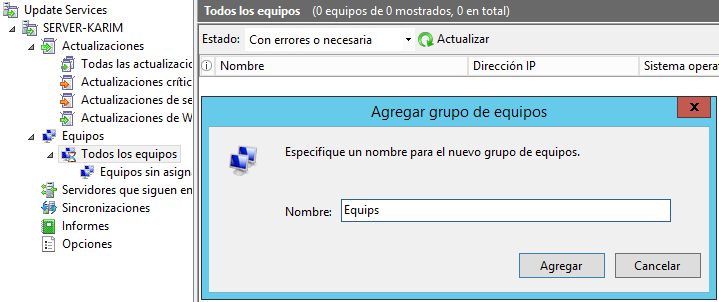 Update Services
SERVER-KARIM
Actualizaciones
Todas las actualizacio
Actualizaciones crític
Actualizaciones de se
Actualizaciones de W
Equipos
Todos los equipos
Equipos sin asigna
Servidores que siguen en
Sincronizaciones
Informes
Opciones
Todos los equipos (0 equipos de 0 mostrados, 0 en total)
Estado: Con errores o necesaria Actualizar
Nombre Dirección IP Sistema opera
Agregar grupo de equipos x
Especifique un nombre para el nuevo grupo de equipos.
Nombre: Equips
Agregar Cancelar